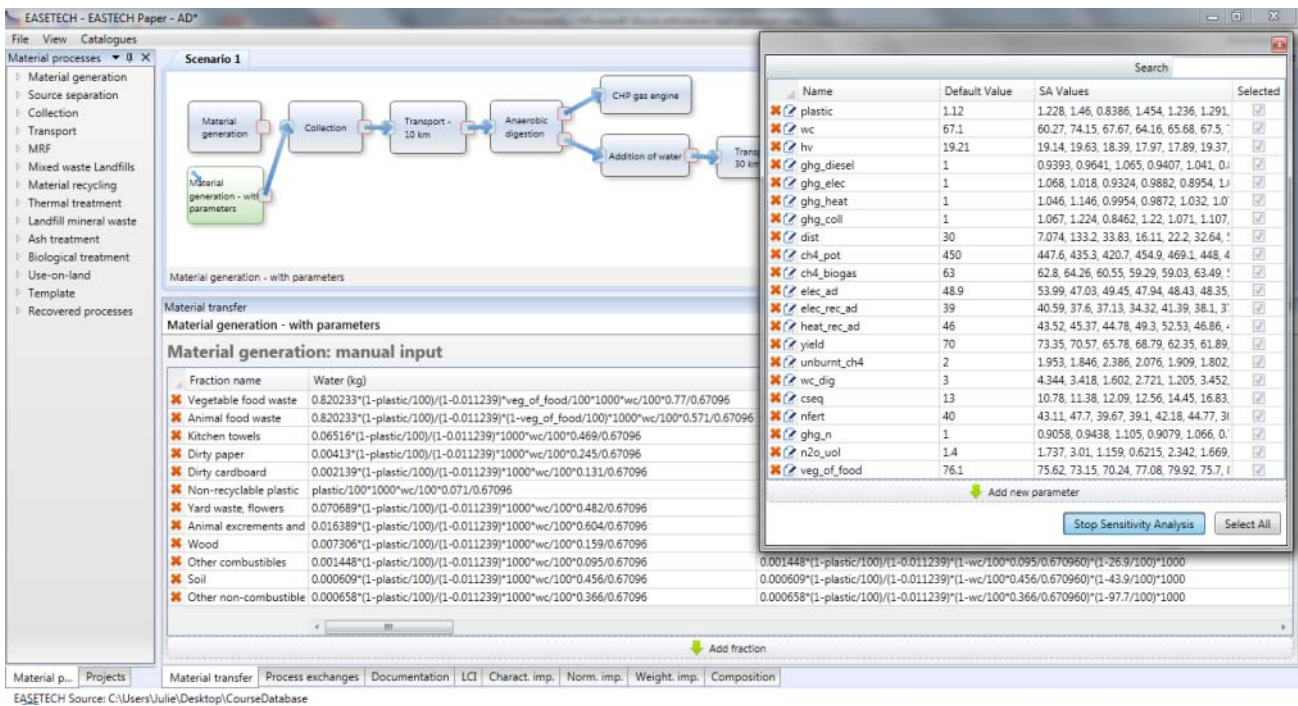 EASETECH - EASTECH Paper - AD*
File View Catalogues
Material processes
Material generation
Source separation
Collection
Transport
MRF
Mixed waste Landfills
Material recycling
Thermal treatment
Landfill mineral waste
Ash treatment
Biological treatment
Use-on-land
Template
Recovered processes
Material p... Projects
Scenario 1
Material generation
Collection
Transport - 10 km
Anaerobic digestion
CHP gas engine
Addition of water
30 km
Material generation - with parameters
Material generation - with parameters
Material transfer
Material generation - with parameters
Material generation: manual input
Fraction name Water (kg)
Vegetable food waste 0.820233*(1-plastic/100)/(1-0.011239)*veg_of_food/100*1000*wc/100*0.77/0.67096
Animal food waste 0.820233*(1-plastic/100)/(1-0.011239)*(1-veg_of_food/100)*1000*wc/100*0.571/0.67096
Kitchen towels 0.06516*(1-plastic/100)/(1-0.011239)*1000*wc/100*0.469/0.67096
Dirty paper 0.00413*(1-plastic/100)/(1-0.011239)*1000*wc/100*0.245/0.67096
Dirty cardboard 0.002139*(1-plastic/100)/(1-0.011239)*1000*wc/100*0.131/0.67096
Non-recyclable plastic plastic/100*1000*wc/100*0.071/0.67096
Yard waste, flowers 0.070689*(1-plastic/100)/(1-0.011239)*1000*wc/100*0.482/0.67096
Animal excrements and 0.016389*(1-plastic/100)/(1-0.011239)*1000*wc/100*0.604/0.67096
Wood 0.007306*(1-plastic/100)/(1-0.011239)*1000*wc/100*0.159/0.67096
Other combustibles 0.001448*(1-plastic/100)/(1-0.011239)*1000*wc/100*0.095/0.67096 0.001448*(1-plastic/100)/(1-0.011239)*(1-wc/100*0.095/0.670960)*(1-26.9/100)*1000
Soil 0.000609*(1-plastic/100)/(1-0.011239)*1000*wc/100*0.456/0.67096 0.000609*(1-plastic/100)/(1-0.011239)*(1-wc/100*0.456/0.670960)*(1-43.9/100)*1000
Other non-combustible 0.000658*(1-plastic/100)/(1-0.011239)*1000*wc/100*0.366/0.67096 0.000658*(1-plastic/100)/(1-0.011239)*(1-wc/100*0.366/0.670960)*(1-97.7/100)*1000
Add fraction
Material transfer Process exchanges Documentation LCI Charact. imp. Norm. imp. Weight. imp. Composition
EASETECH Source: C:\Users\Julie\Desktop\CourseDatabase
Search
Name Default Value SA Values Selected
plastic 1.12 1.228, 1.46, 0.8386, 1.454, 1.236, 1.291,
wc 67.1 60.27, 74.15, 67.67, 64.16, 65.68, 67.5,
hv 19.21 19.14, 19.63, 18.39, 17.97, 17.89, 19.37,
ghg_diesel 1 0.9393, 0.9641, 1.065, 0.9407, 1.041,
ghg_elec 1 1.068, 1.018, 0.9324, 0.9882, 0.8954,
ghg_heat 1 1.046, 1.146, 0.9954, 0.9872, 1.032,
ghg_coll 1 1.067, 1.224, 0.8462, 1.22, 1.071, 1.107,
dist 30 7.074, 133.2, 33.83, 16.11, 22.2, 32.64,
ch4_pot 450 447.6, 435.3, 420.7, 454.9, 469.1, 448,
ch4_biogas 63 62.8, 64.26, 60.55, 59.29, 59.03, 63.49,
elec_ad 48.9 53.99, 47.03, 49.45, 47.94, 48.43, 48.35,
elec_rec_ad 39 40.59, 37.6, 37.13, 34.32, 41.39, 38.1,
heat_rec_ad 46 43.52, 45.37, 44.78, 49.3, 52.53, 46.86,
yield 70 73.35, 70.57, 65.78, 68.79, 62.35, 61.89,
unburnt_ch4 2 1.953, 1.846, 2.386, 2.076, 1.909, 1.802,
wc_dig 3 4.344, 3.418, 1.602, 2.721, 1.205, 3.452,
cseq 13 10.78, 11.38, 12.09, 12.56, 14.45, 16.83,
nfert 40 43.11, 47.7, 39.67, 39.1, 42.18, 44.77,
ghg_n 1 0.9058, 0.9438, 1.105, 0.9079, 1.066,
n2o_uol 1.4 1.737, 3.01, 1.159, 0.6215, 2.342, 1.669,
veg_of_food 76.1 75.62, 73.15, 70.24, 77.08, 79.92, 75.7,
Add new parameter
Stop Sensitivity Analysis Select All